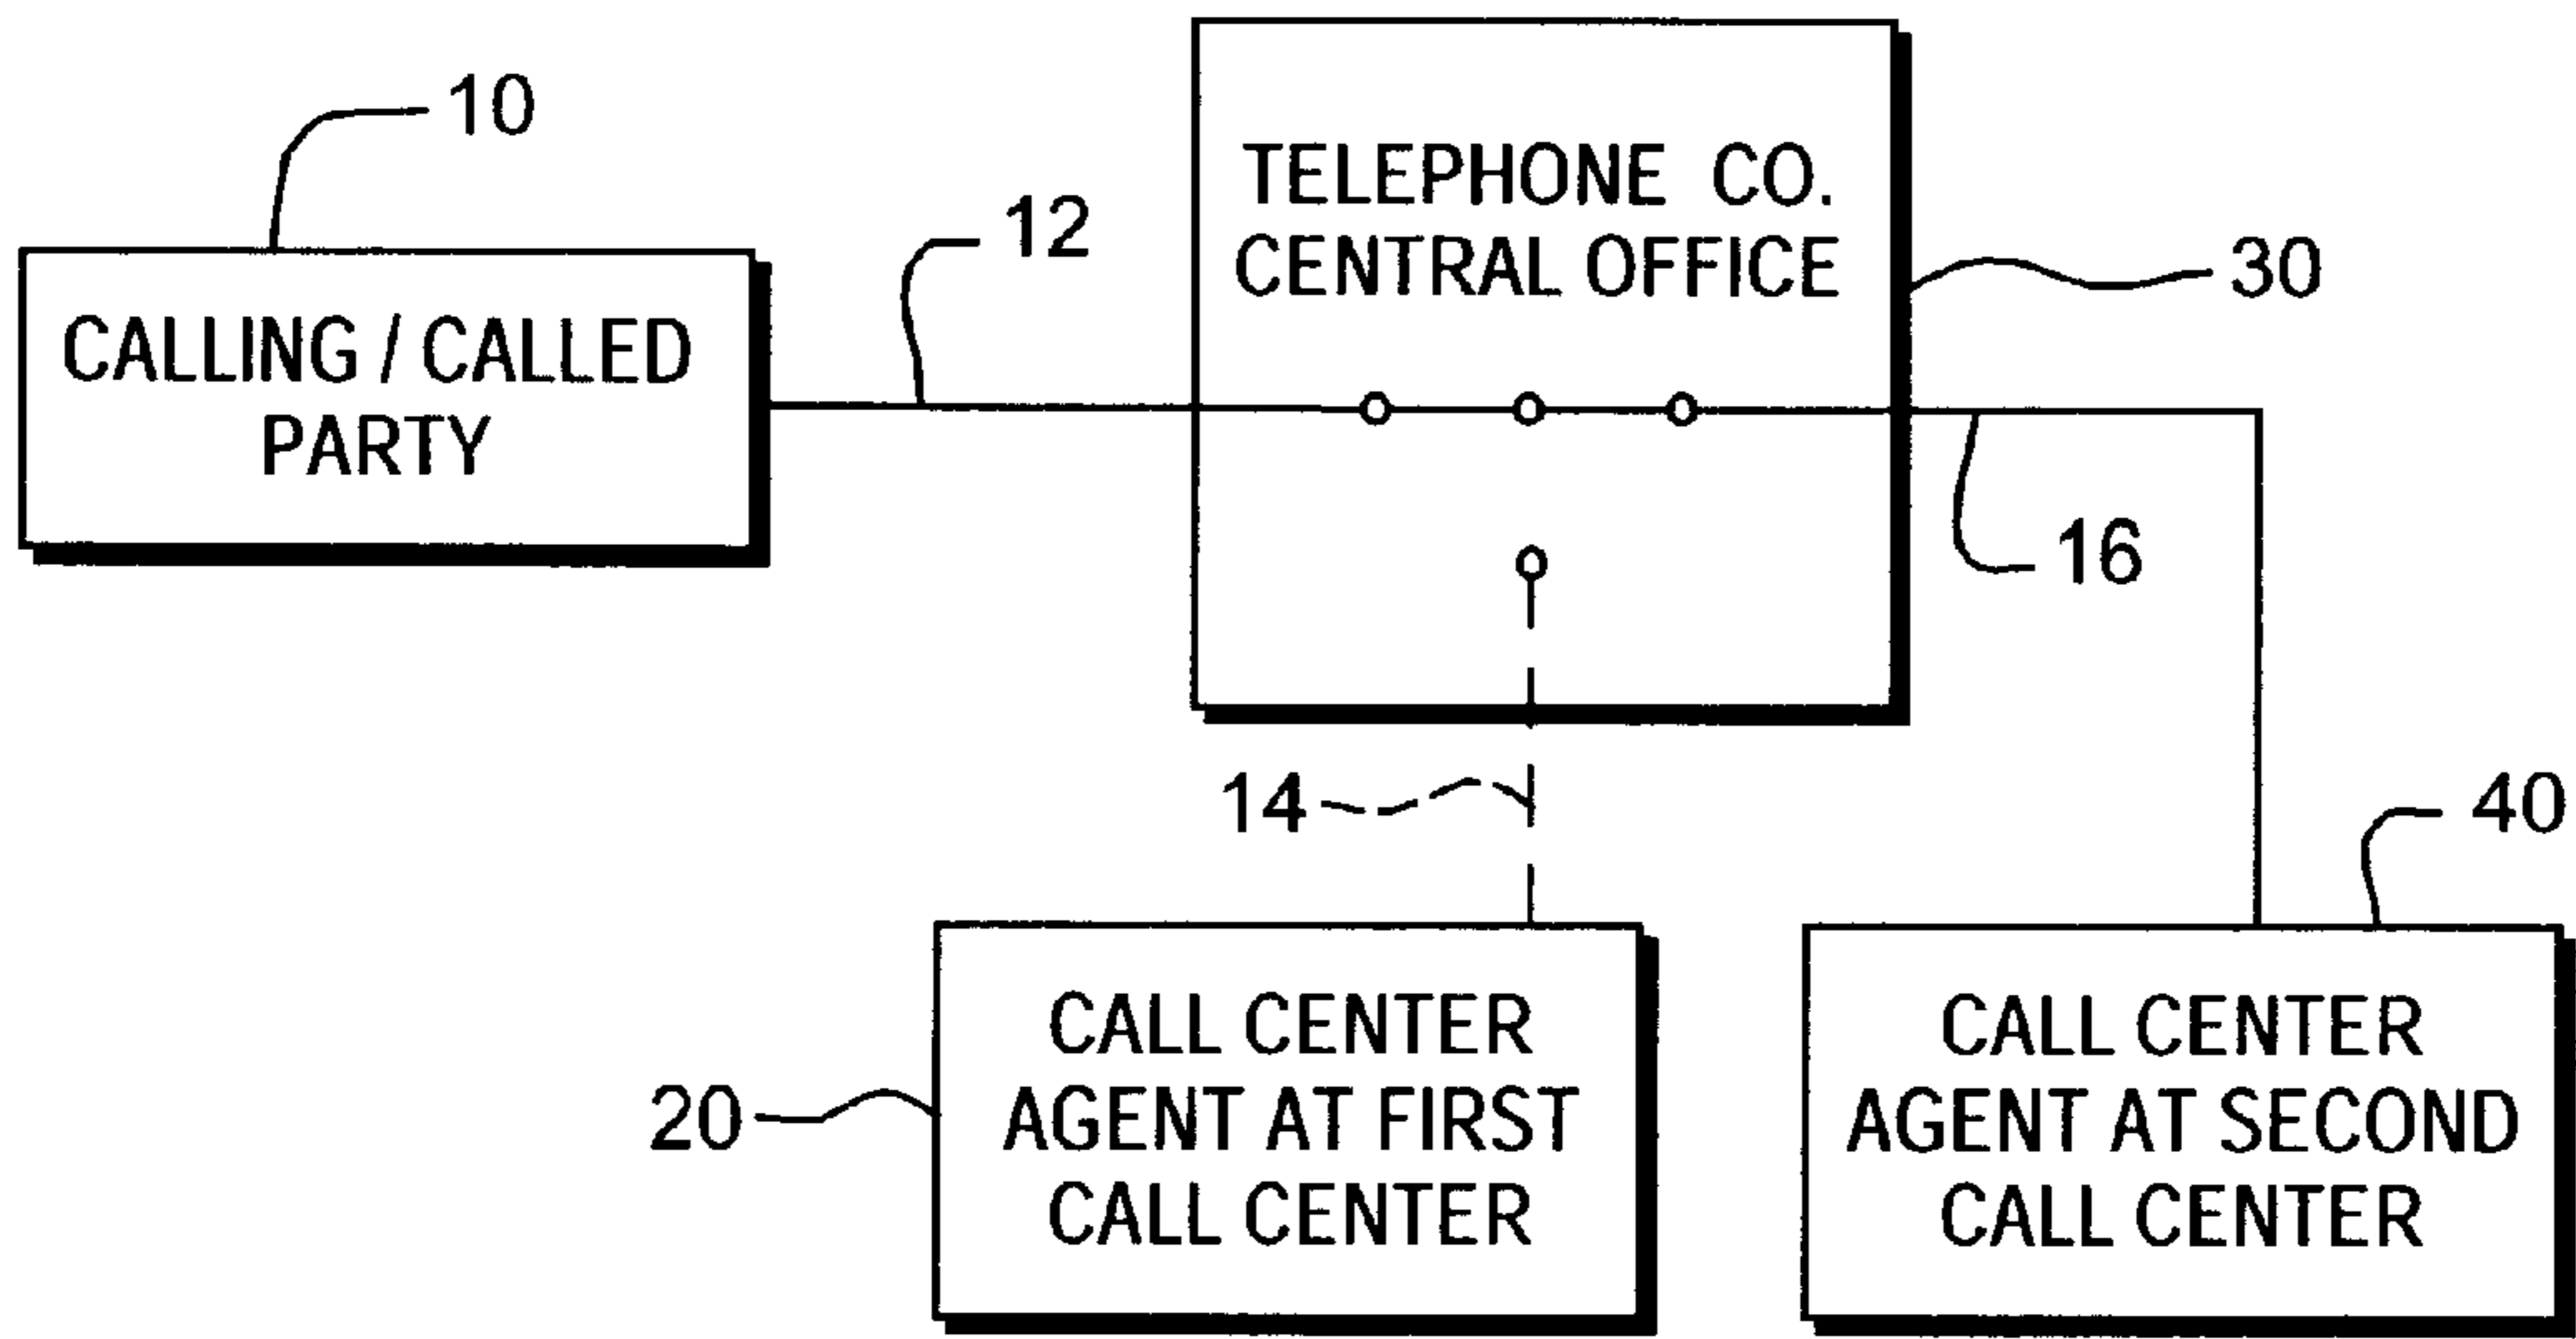 10
12
TELEPHONE CO.
CENTRAL OFFICE
30
CALLING / CALLED
PARTY
16
14
40
20
CALL CENTER
AGENT AT FIRST
CALL CENTER
CALL CENTER
AGENT AT SECOND
CALL CENTER